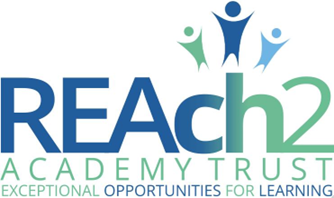 REAch2
ACADEMY TRUST
EXCEPTIONAL OPPORTUNITIES FOR LEARNING